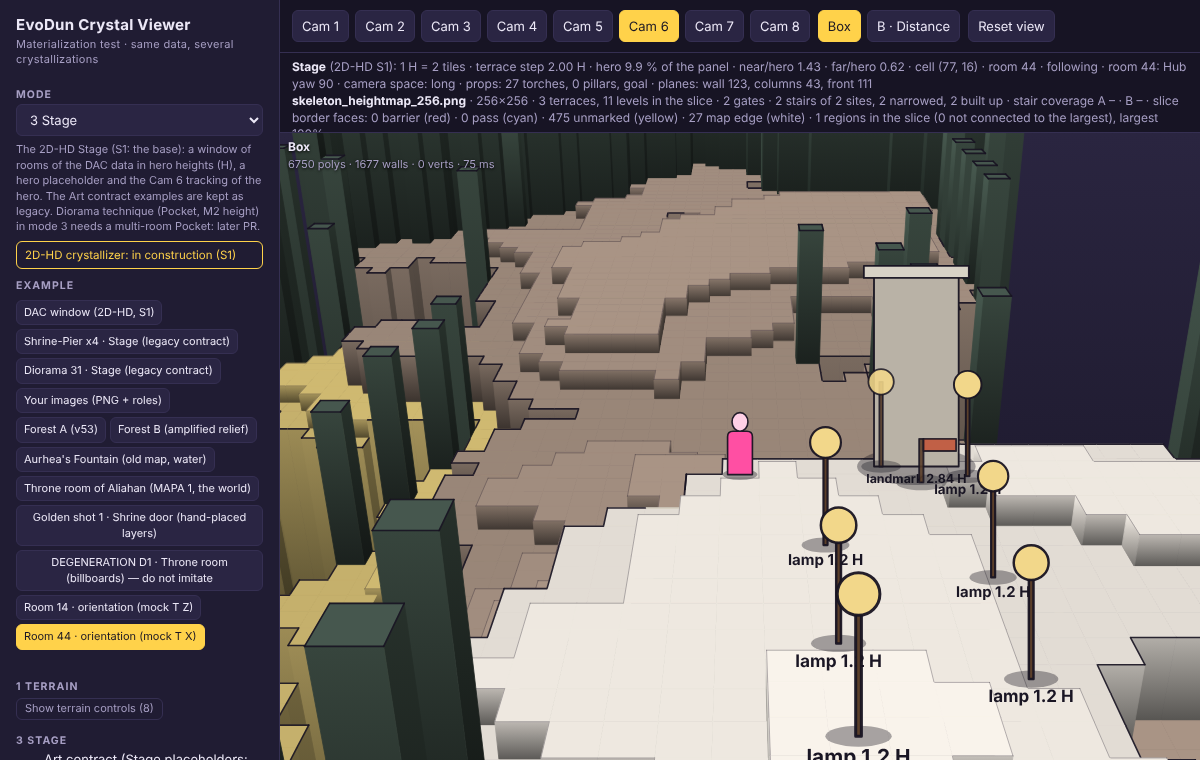 EvoDun Crystal Viewer
Materialization test · same data, several
crystallizations
MODE
3 Stage
The 2D-HD Stage (S1: the base): a window of
rooms of the DAC data in hero heights (H), a
hero placeholder and the Cam 6 tracking of the
hero. The Art contract examples are kept as
legacy. Diorama technique (Pocket, M2 height)
in mode 3 needs a multi-room Pocket: later PR.
2D-HD crystallizer: in construction (S1)
EXAMPLE
DAC window (2D-HD, S1)
Shrine-Pier x4 · Stage (legacy contract)
Diorama 31 · Stage (legacy contract)
Your images (PNG + roles)
Forest A (v53) Forest B (amplified relief)
Aurhea's Fountain (old map, water)
Throne room of Aliahan (MAPA 1, the world)
Golden shot 1 · Shrine door (hand-placed
layers)
DEGENERATION D1 · Throne room
(billboards) — do not imitate
Room 14 · orientation (mock T Z)
Room 44 · orientation (mock T X)
1 TERRAIN
Show terrain controls (8)
3 STAGE
Art contract (Stage placeholders:
Cam 1 Cam 2 Cam 3 Cam 4 Cam 5 Cam 6 Cam 7 Cam 8 Box B · Distance Reset view
Stage (2D-HD S1): 1 H = 2 tiles · terrace step 2.00 H · hero 9.9 % of the panel · near/hero 1.43 · far/hero 0.62 · cell (77, 16) · room 44 · following · room 44: Hub
yaw 90 · camera space: long · props: 27 torches, 0 pillars, goal · planes: wall 123, columns 43, front 111
skeleton_heightmap_256.png · 256×256 · 3 terraces, 11 levels in the slice · 2 gates · 2 stairs of 2 sites, 2 narrowed, 2 built up · stair coverage A – · B – · slice
border faces: 0 barrier (red) · 0 pass (cyan) · 475 unmarked (yellow) · 27 map edge (white) · 1 regions in the slice (0 not connected to the largest), largest
100%
Box
6750 polys · 1677 walls · 0 verts · 75 ms
landmark 2.84 H
lamp 1.2 H
lamp 1.2 H
lamp 1.2 H
lamp 1.2 H
lamp 1.2 H
lamp 1.2 H